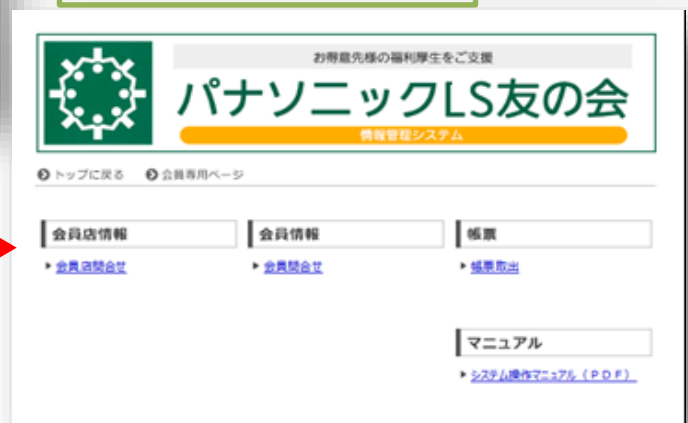 お得意先様の福利厚生をご支援
パナソニックLS友の会
情報管理システム
トップに戻る 会員専用ページ
会員店情報 会員情報 帳票
会員店問合せ 会員問合せ 帳票取出
マニュアル
システム操作マニュアル（PDF）